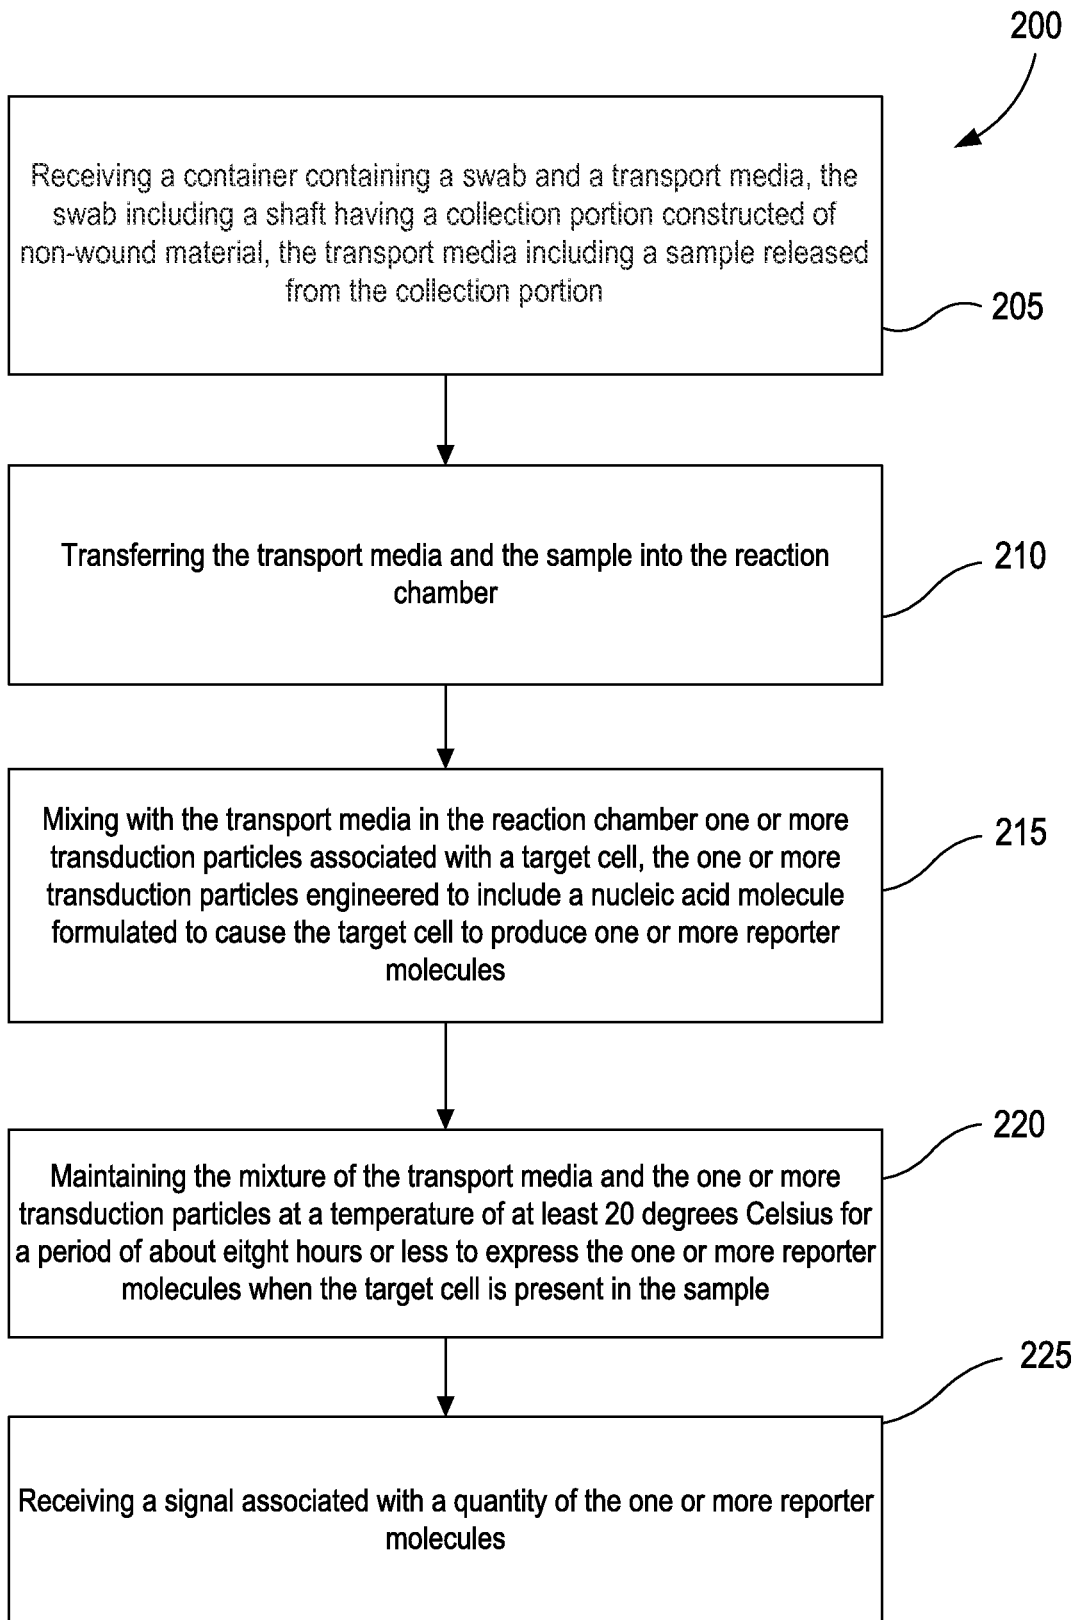 200
Receiving a container containing a swab and a transport media, the
swab including a shaft having a collection portion constructed of
non-wound material, the transport media including a sample released
from the collection portion
205
Transferring the transport media and the sample into the reaction
chamber
210
Mixing with the transport media in the reaction chamber one or more
transduction particles associated with a target cell, the one or more
transduction particles engineered to include a nucleic acid molecule
formulated to cause the target cell to produce one or more reporter
molecules
215
Maintaining the mixture of the transport media and the one or more
transduction particles at a temperature of at least 20 degrees Celsius for
a period of about eitght hours or less to express the one or more reporter
molecules when the target cell is present in the sample
220
Receiving a signal associated with a quantity of the one or more reporter
molecules
225